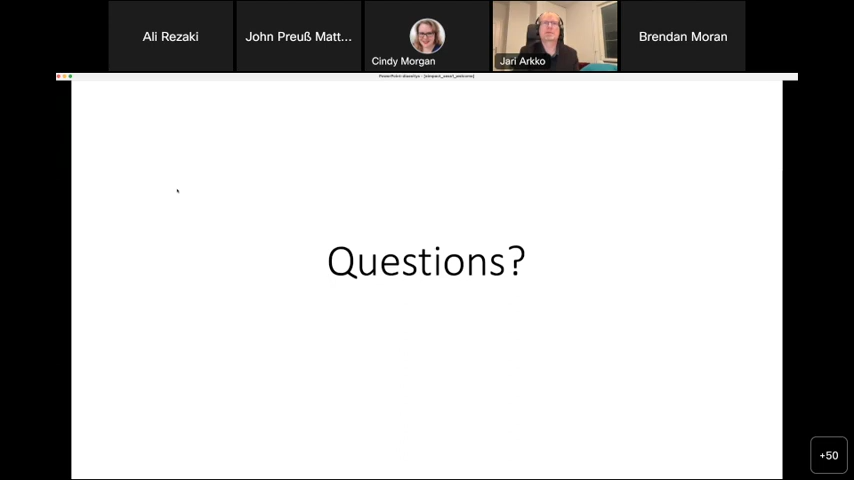 Ali Rezaki
John Preuß Matt...
Cindy Morgan
Jari Arkko
Brendan Moran
Questions?
+50